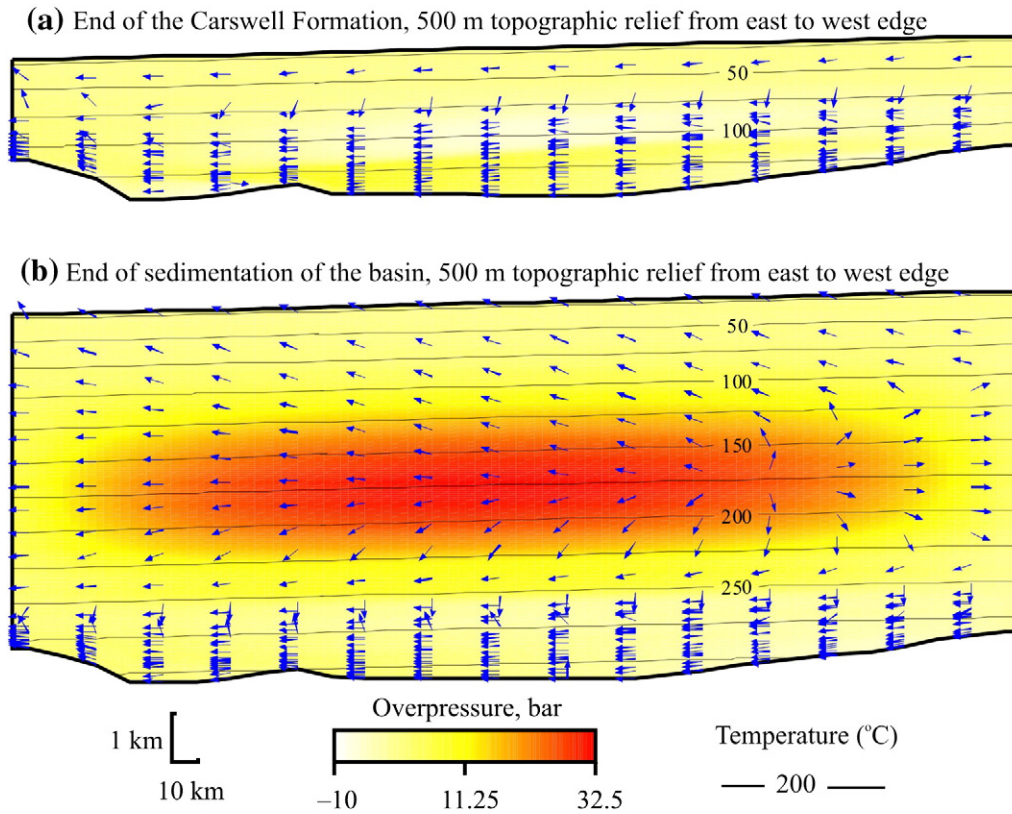 (a) End of the Carswell Formation, 500 m topographic relief from east to west edge
50
100
(b) End of sedimentation of the basin, 500 m topographic relief from east to west edge
50
100
150
200
250
1 km
10 km
Overpressure, bar
–10
11.25
32.5
Temperature (°C)
200